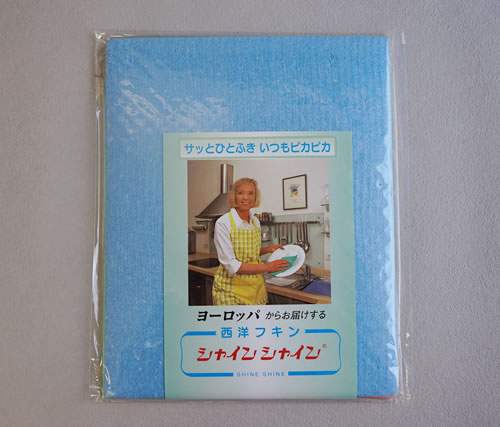 サッとひとふき いつもピカピカ
ヨーロッパ からお届けする
西洋フキン
シャインシャイン®
SHINE SHINE